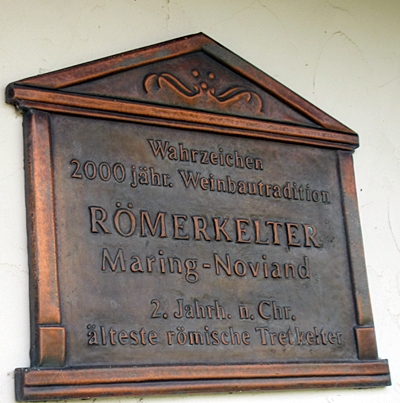 Wahrzeichen
2000 jähr. Weinbautradition
RÖMERKELTER
Maring-Noviand
2. Jahrh. n. Chr.
älteste römische Tretkelter